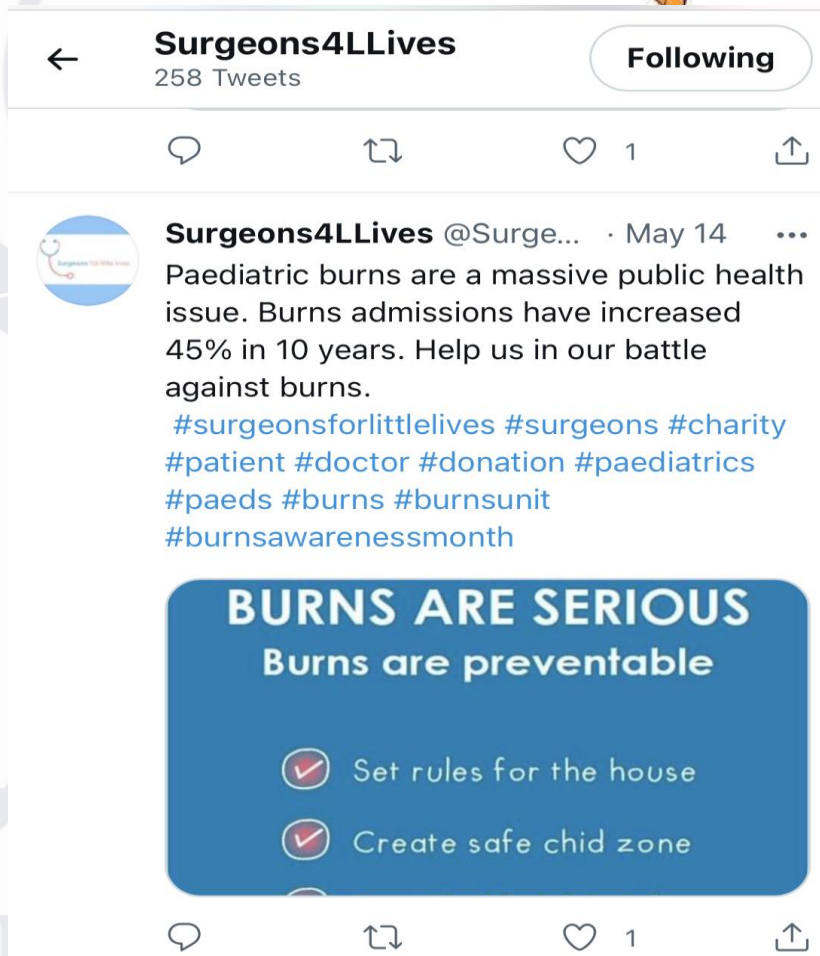 Surgeons4LLives
258 Tweets
Following
1
Surgeons4LLives @Surge... · May 14
Paediatric burns are a massive public health
issue. Burns admissions have increased
45% in 10 years. Help us in our battle
against burns.
#surgeonsforlittlelives #surgeons #charity
#patient #doctor #donation #paediatrics
#paeds #burns #burnsunit
#burnsawarenessmonth
BURNS ARE SERIOUS
Burns are preventable
Set rules for the house
Create safe chid zone
1